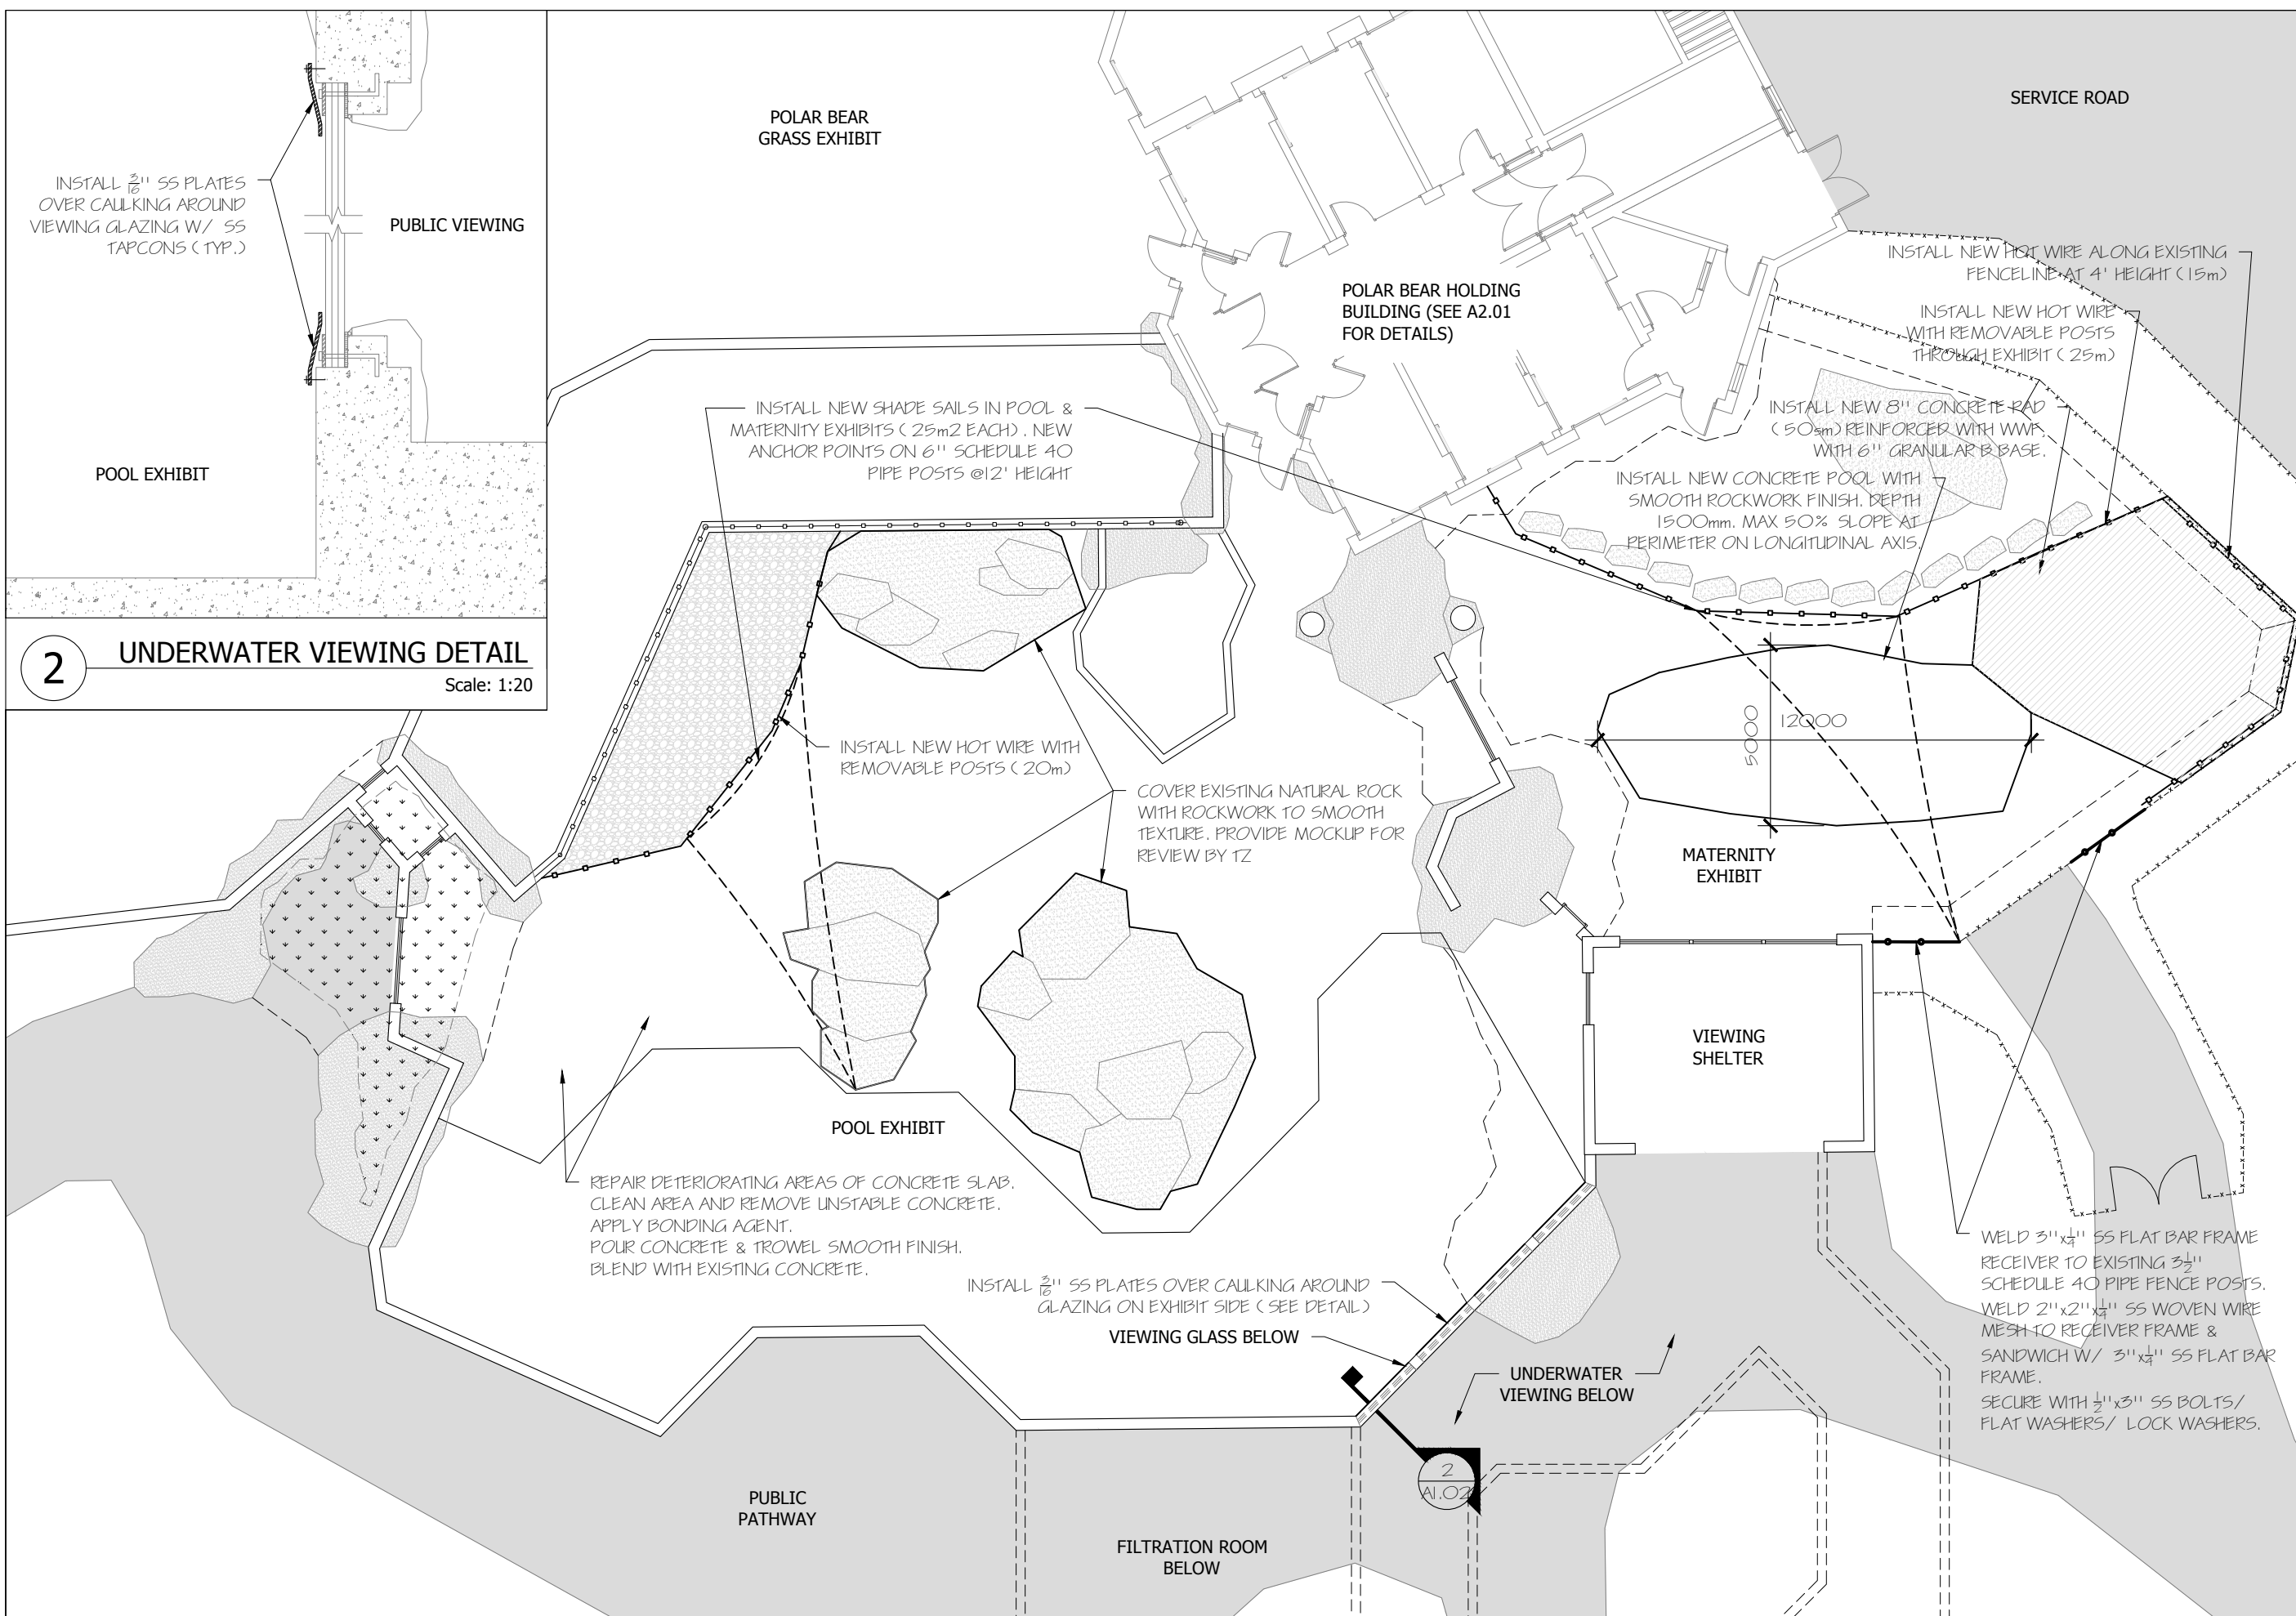 INSTALL 3/16" SS PLATES
OVER CAULKING AROUND
VIEWING GLAZING W/ SS
TAPCONS (TYP.)
PUBLIC VIEWING
POOL EXHIBIT
2
UNDERWATER VIEWING DETAIL
Scale: 1:20
POLAR BEAR
GRASS EXHIBIT
SERVICE ROAD
POLAR BEAR HOLDING
BUILDING (SEE A2.01
FOR DETAILS)
INSTALL NEW HOT WIRE ALONG EXISTING
FENCELINE AT 4' HEIGHT (15m)
INSTALL NEW HOT WIRE
WITH REMOVABLE POSTS
THROUGH EXHIBIT (25m)
INSTALL NEW 8" CONCRETE PAD
(50sm) REINFORCED WITH WWF,
WITH 6" GRANULAR B BASE.
INSTALL NEW CONCRETE POOL WITH
SMOOTH ROCKWORK FINISH. DEPTH
1500mm. MAX 50% SLOPE AT
PERIMETER ON LONGITUDINAL AXIS.
INSTALL NEW SHADE SAILS IN POOL &
MATERNITY EXHIBITS (25m2 EACH). NEW
ANCHOR POINTS ON 6" SCHEDULE 40
PIPE POSTS @12' HEIGHT
INSTALL NEW HOT WIRE WITH
REMOVABLE POSTS (20m)
COVER EXISTING NATURAL ROCK
WITH ROCKWORK TO SMOOTH
TEXTURE. PROVIDE MOCKUP FOR
REVIEW BY TZ
5000
12000
MATERNITY
EXHIBIT
VIEWING
SHELTER
POOL EXHIBIT
REPAIR DETERIORATING AREAS OF CONCRETE SLAB.
CLEAN AREA AND REMOVE UNSTABLE CONCRETE.
APPLY BONDING AGENT.
POUR CONCRETE & TROWEL SMOOTH FINISH.
BLEND WITH EXISTING CONCRETE.
INSTALL 3/16" SS PLATES OVER CAULKING AROUND
GLAZING ON EXHIBIT SIDE (SEE DETAIL)
VIEWING GLASS BELOW
UNDERWATER
VIEWING BELOW
WELD 3"x1/4" SS FLAT BAR FRAME
RECEIVER TO EXISTING 3 1/2"
SCHEDULE 40 PIPE FENCE POSTS.
WELD 2"x2"x1/4" SS WOVEN WIRE
MESH TO RECEIVER FRAME &
SANDWICH W/ 3"x1/4" SS FLAT BAR
FRAME.
SECURE WITH 1/2"x3" SS BOLTS/
FLAT WASHERS/ LOCK WASHERS.
2
A1.02
PUBLIC
PATHWAY
FILTRATION ROOM
BELOW